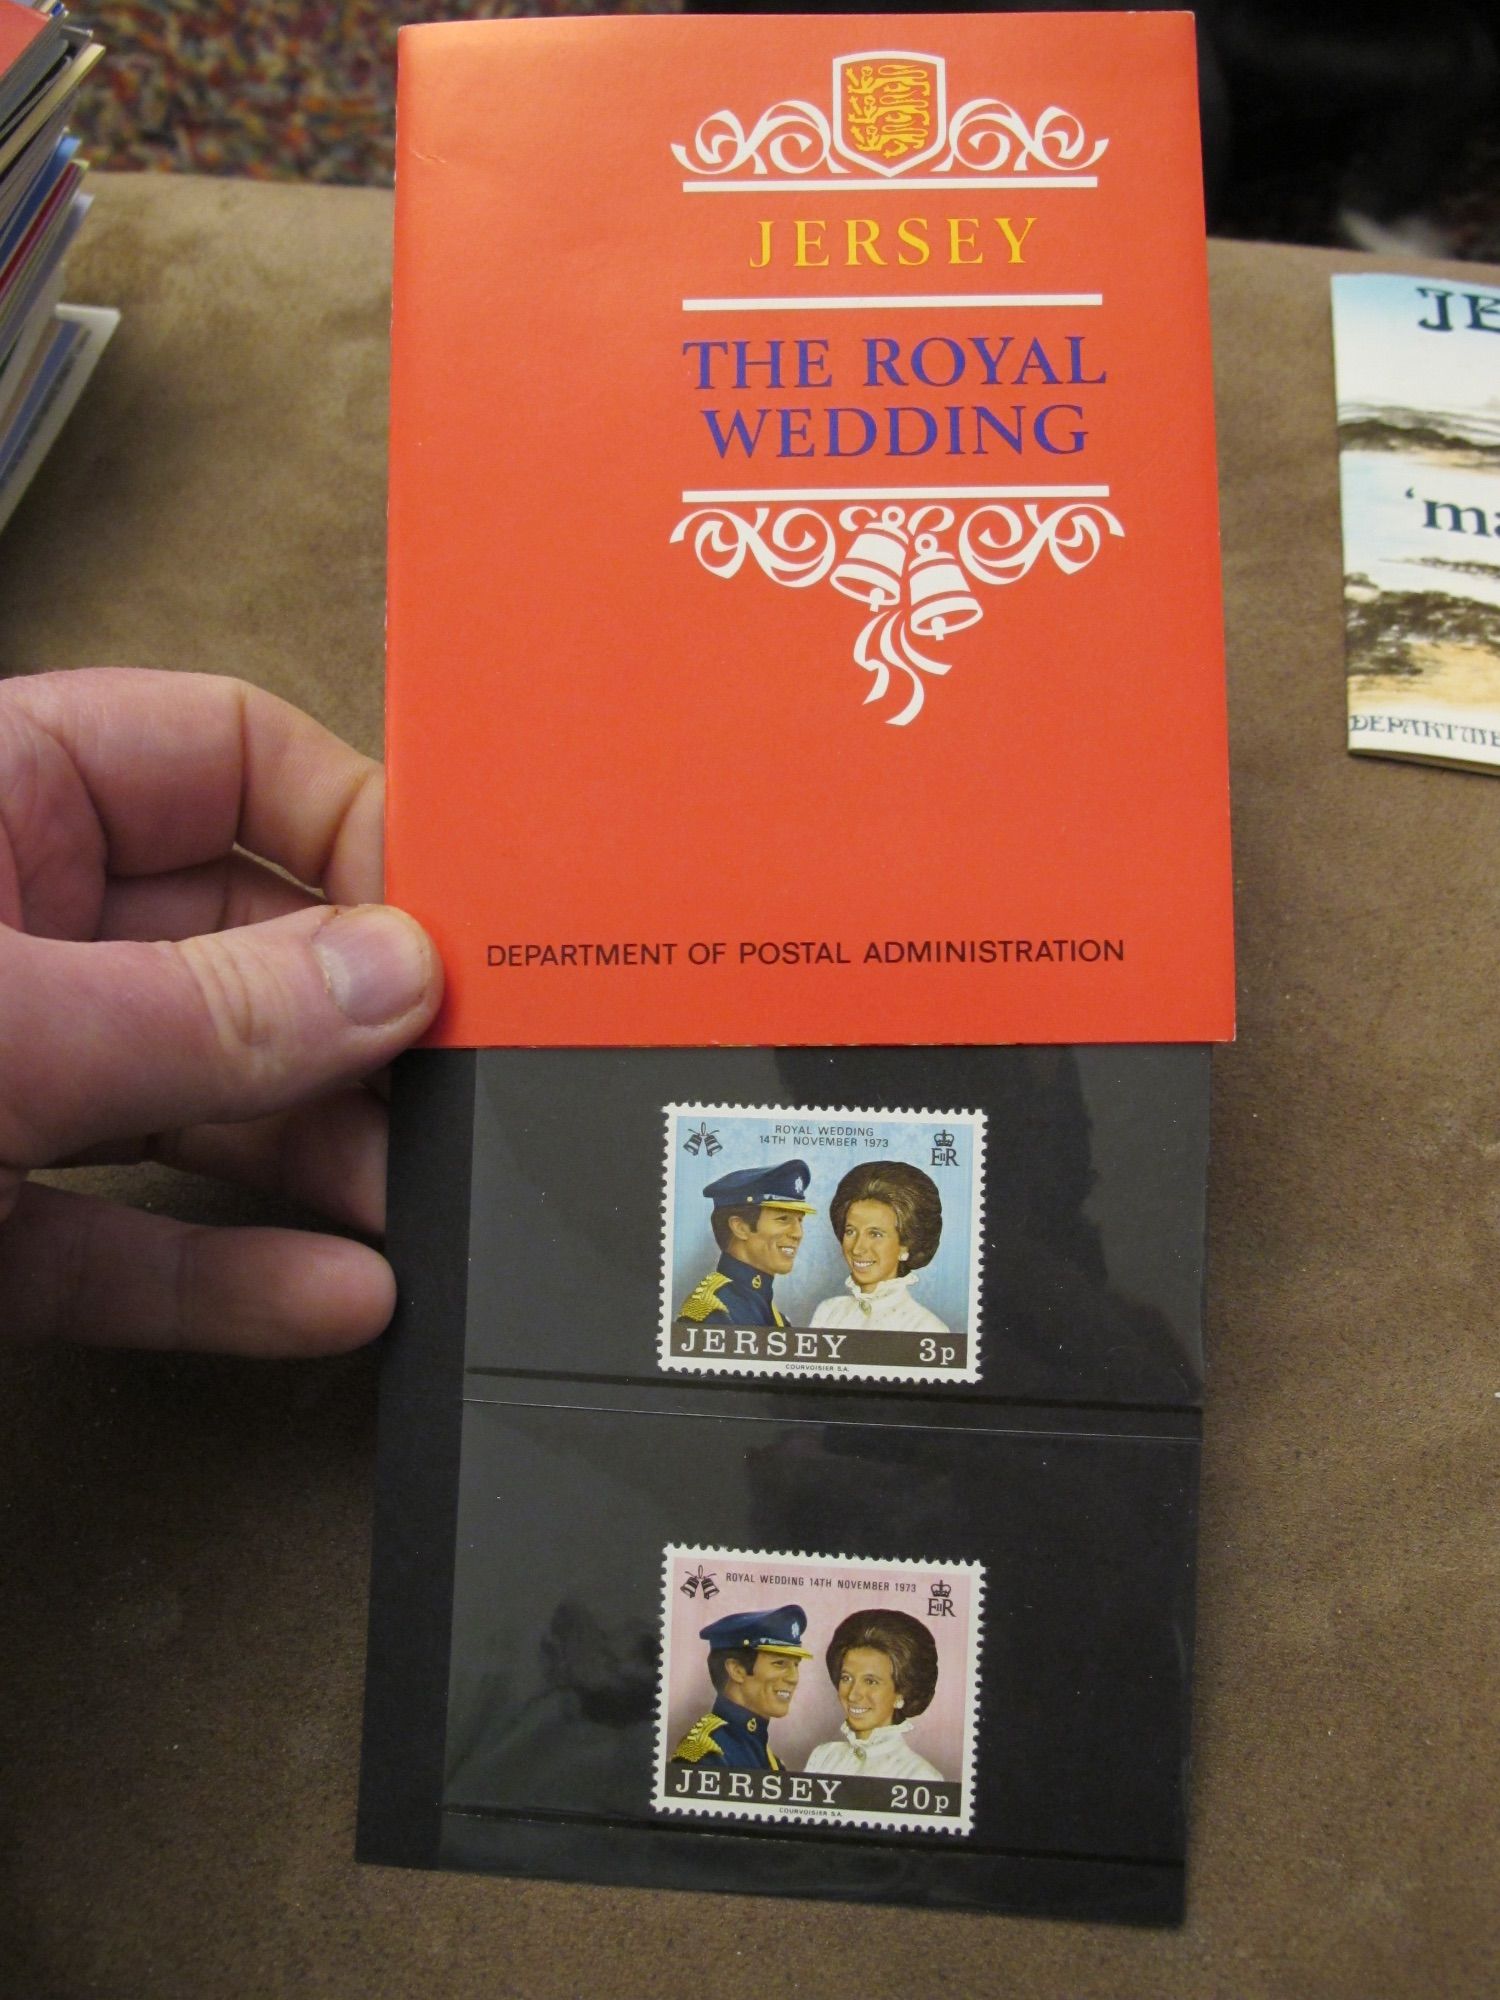 JERSEY
THE ROYAL
WEDDING
DEPARTMENT OF POSTAL ADMINISTRATION
ROYAL WEDDING
14TH NOVEMBER 1973
EIIR
JERSEY 3p
COURVOISIER S.A.
ROYAL WEDDING 14TH NOVEMBER 1973
EIIR
JERSEY 20p
COURVOISIER S.A.